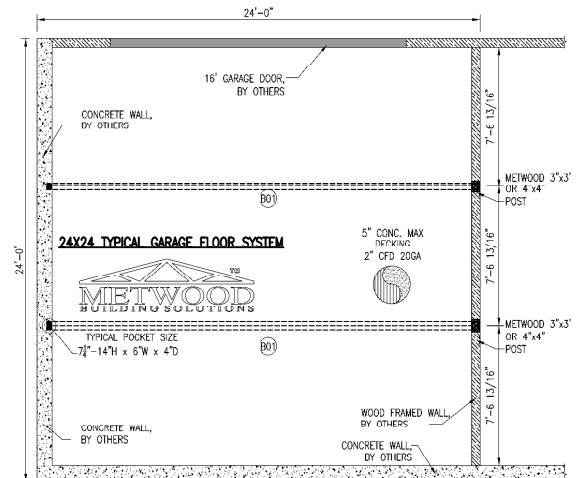 24'-0"
16' GARAGE DOOR,
BY OTHERS
CONCRETE WALL,
BY OTHERS
7'-6 13/16"
METWOOD 3"x3"
OR 4"x4"
POST
B01
24'-0"
24X24 TYPICAL GARAGE FLOOR SYSTEM
5" CONC. MAX
DECKING
2" CFD 20GA
7'-6 13/16"
TM
METWOOD
BUILDING SOLUTIONS
METWOOD 3"x3"
OR 4"x4"
POST
TYPICAL POCKET SIZE
7¼"-14"H x 6"W x 4"D
B01
7'-6 13/16"
WOOD FRAMED WALL,
BY OTHERS
CONCRETE WALL,
BY OTHERS
CONCRETE WALL,
BY OTHERS